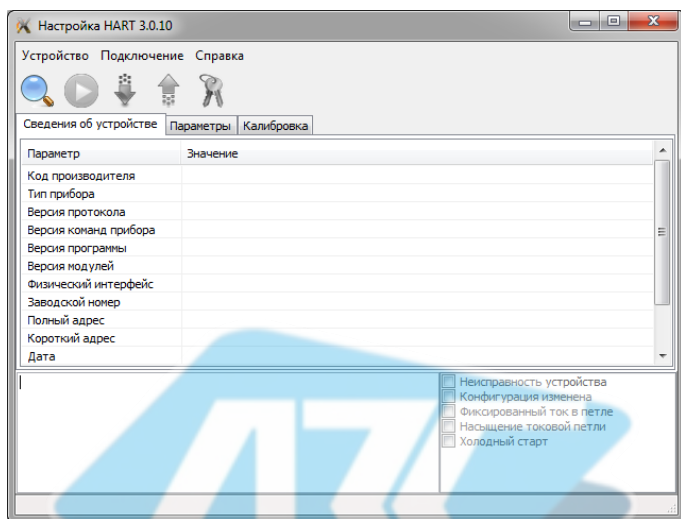 Настройка HART 3.0.10
Устройство Подключение Справка
Сведения об устройстве Параметры Калибровка
Параметр Значение
Код производителя
Тип прибора
Версия протокола
Версия команд прибора
Версия программы
Версия модулей
Физический интерфейс
Заводской номер
Полный адрес
Короткий адрес
Дата
Неисправность устройства
Конфигурация изменена
Фиксированный ток в петле
Насыщение токовой петли
Холодный старт